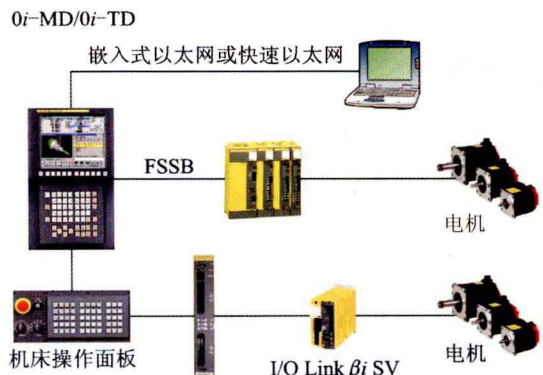 0i-MD/0i-TD
嵌入式以太网或快速以太网
FSSB
电机
机床操作面板
I/O Link βi SV
电机